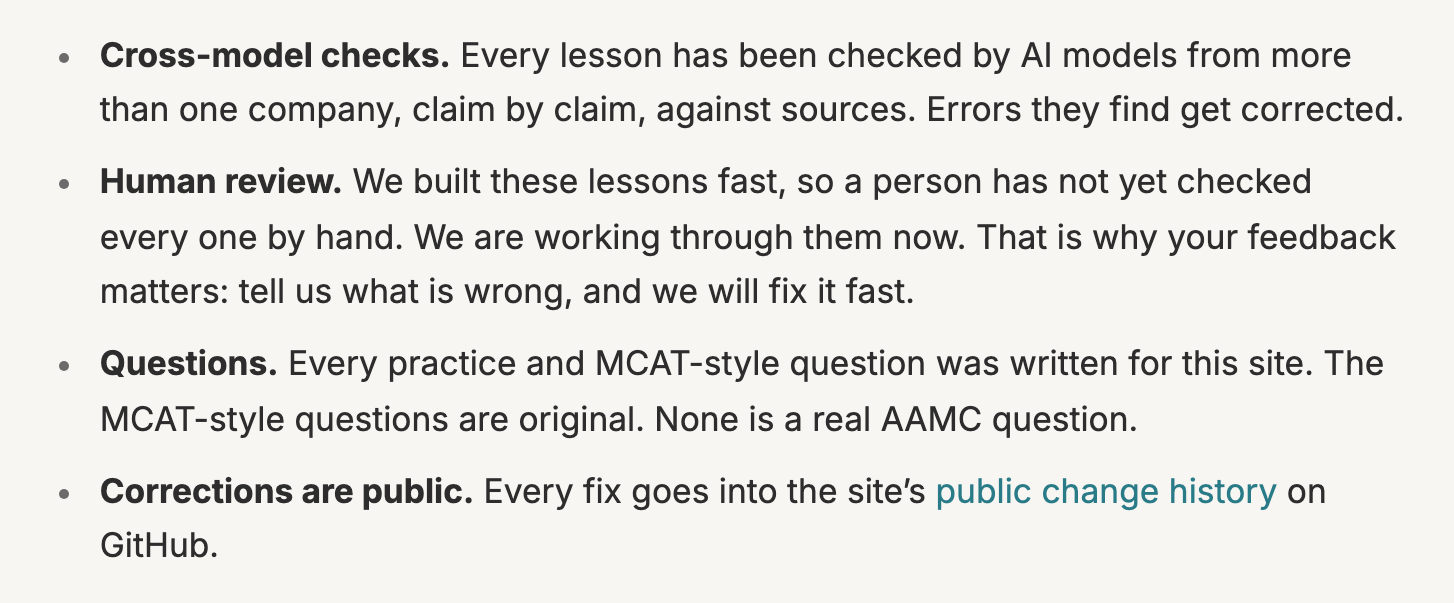 • Cross-model checks. Every lesson has been checked by AI models from more
than one company, claim by claim, against sources. Errors they find get corrected.
• Human review. We built these lessons fast, so a person has not yet checked
every one by hand. We are working through them now. That is why your feedback
matters: tell us what is wrong, and we will fix it fast.
• Questions. Every practice and MCAT-style question was written for this site. The
MCAT-style questions are original. None is a real AAMC question.
• Corrections are public. Every fix goes into the site’s public change history on
GitHub.